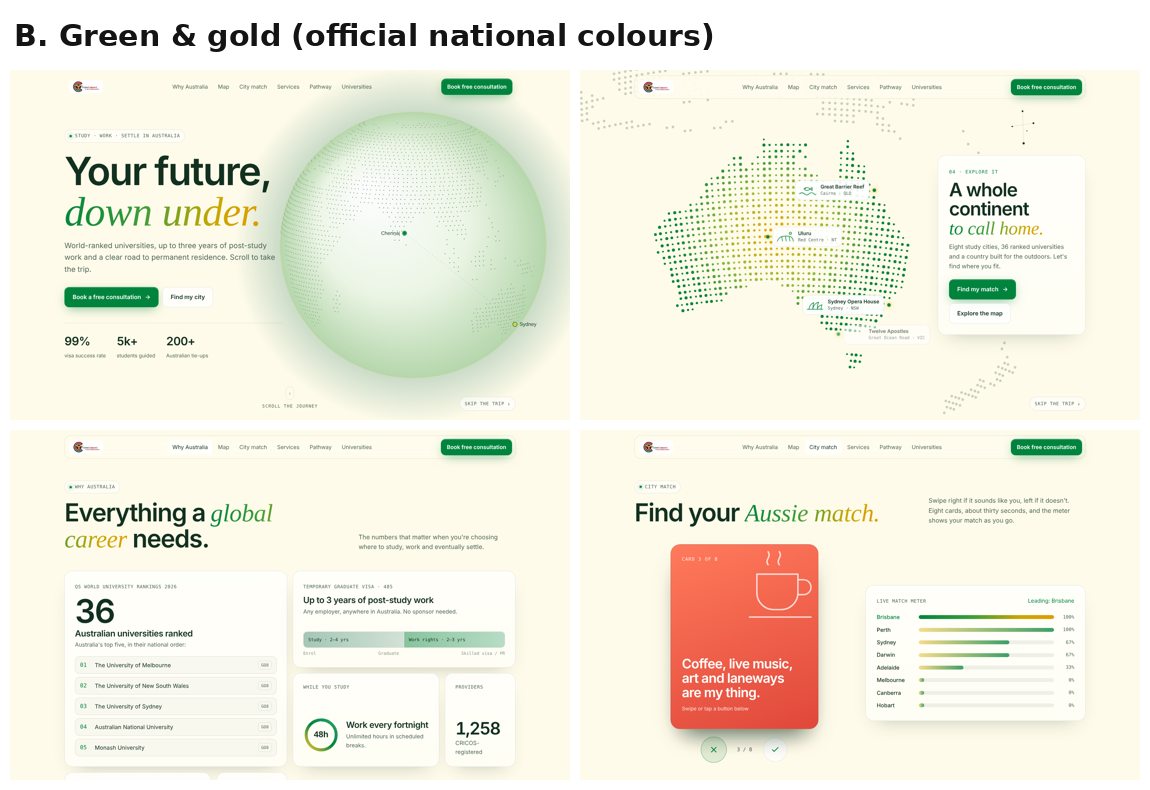 B. Green & gold (official national colours)
Why Australia Map City match Services Pathway Universities
Book free consultation
STUDY · WORK · SETTLE IN AUSTRALIA
Your future,
down under.
World-ranked universities, up to three years of post-study
work and a clear road to permanent residence. Scroll to take
the trip.
Book a free consultation →
Find my city
99%
visa success rate
5k+
students guided
200+
Australian tie-ups
Chennai
Sydney
SCROLL THE JOURNEY
SKIP THE TRIP ↓
Why Australia Map City match Services Pathway Universities
Book free consultation
Great Barrier Reef
Cairns · QLD
Uluru
Red Centre · NT
Sydney Opera House
Sydney · NSW
Twelve Apostles
Great Ocean Road · VIC
04 · EXPLORE IT
A whole
continent
to call home.
Eight study cities, 36 ranked universities
and a country built for the outdoors. Let's
find where you fit.
Find my match →
Explore the map
SKIP THE TRIP ↓
Why Australia Map City match Services Pathway Universities
Book free consultation
WHY AUSTRALIA
Everything a global
career needs.
The numbers that matter when you're choosing
where to study, work and eventually settle.
QS WORLD UNIVERSITY RANKINGS 2026
36
Australian universities ranked
Australia's top five, in their national order:
01 The University of Melbourne GO8
02 The University of New South Wales GO8
03 The University of Sydney GO8
04 Australian National University GO8
05 Monash University GO8
TEMPORARY GRADUATE VISA · 485
Up to 3 years of post-study work
Any employer, anywhere in Australia. No sponsor needed.
Study · 2–4 yrs
Work rights · 2–3 yrs
Enrol Graduate Skilled visa / PR
WHILE YOU STUDY
48h
Work every fortnight
Unlimited hours in scheduled
breaks.
PROVIDERS
1,258
CRICOS-
registered
Why Australia Map City match Services Pathway Universities
Book free consultation
CITY MATCH
Find your Aussie match.
Swipe right if it sounds like you, left if it doesn't.
Eight cards, about thirty seconds, and the meter
shows your match as you go.
CARD 3 OF 8
Coffee, live music,
art and laneways
are my thing.
Swipe or tap a button below
3 / 8
LIVE MATCH METER
Leading: Brisbane
Brisbane 100%
Perth 100%
Sydney 67%
Darwin 67%
Adelaide 33%
Melbourne 0%
Canberra 0%
Hobart 0%